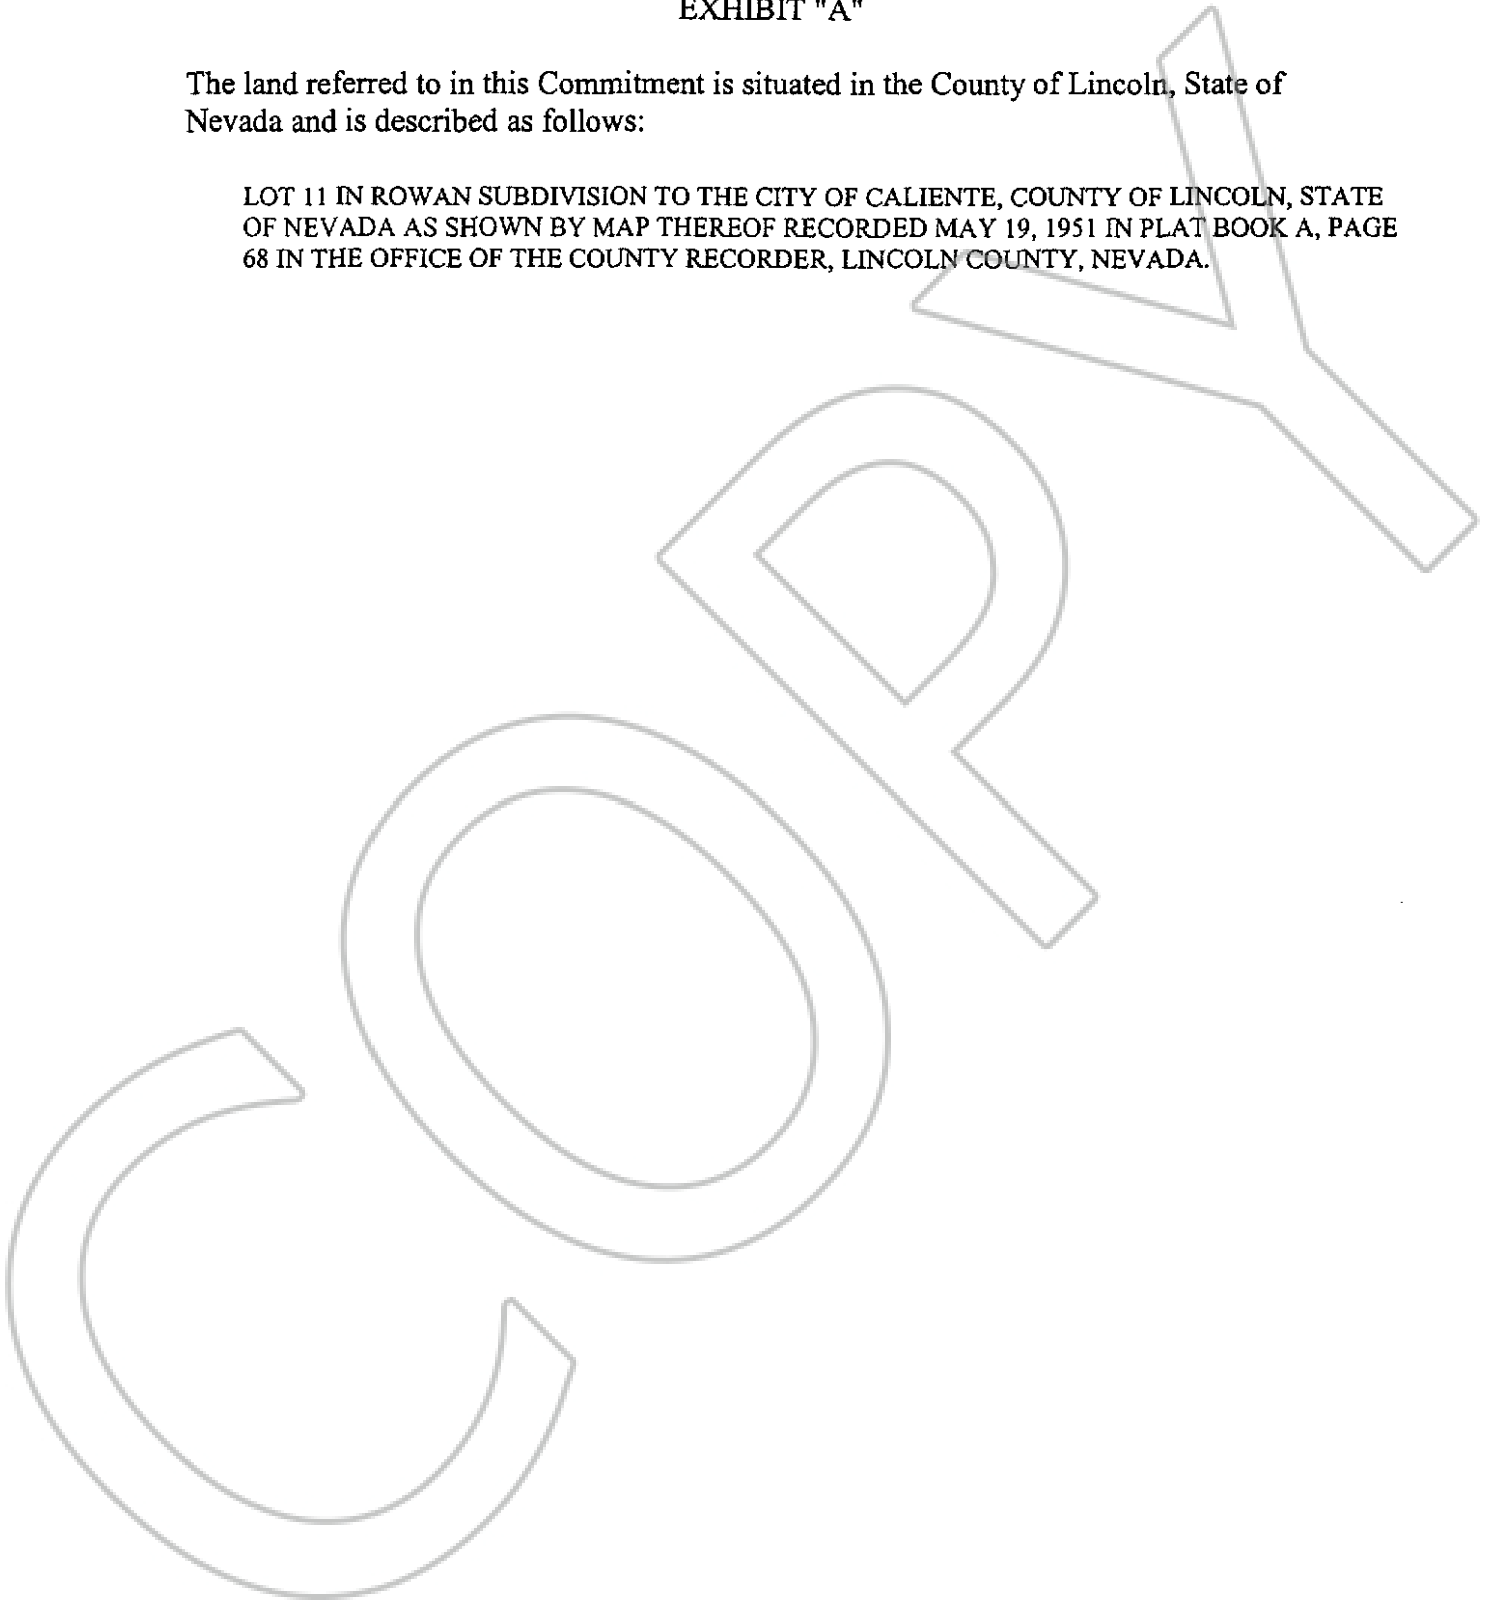 EXHIBIT "A"
The land referred to in this Commitment is situated in the County of Lincoln, State of
Nevada and is described as follows:
LOT 11 IN ROWAN SUBDIVISION TO THE CITY OF CALIENTE, COUNTY OF LINCOLN, STATE
OF NEVADA AS SHOWN BY MAP THEREOF RECORDED MAY 19, 1951 IN PLAT BOOK A, PAGE
68 IN THE OFFICE OF THE COUNTY RECORDER, LINCOLN COUNTY, NEVADA.
COPY